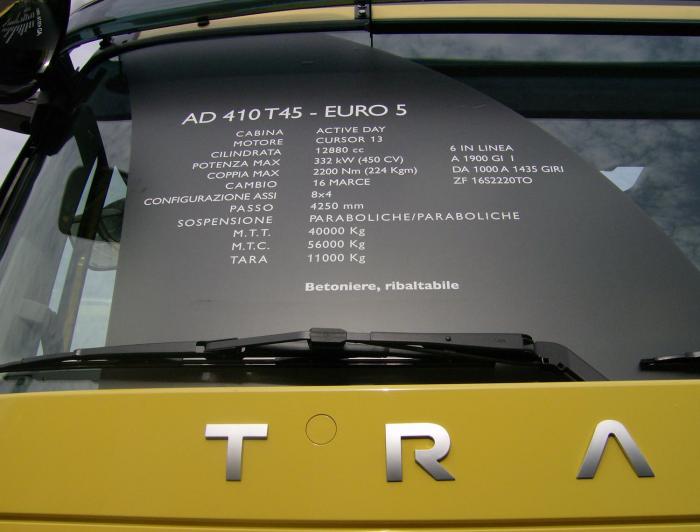 AD 410 T45 - EURO 5
CABINA ACTIVE DAY
MOTORE CURSOR 13 6 IN LINEA
CILINDRATA 12880 cc
POTENZA MAX 332 kW (450 CV) A 1900 GI I
COPPIA MAX 2200 Nm (224 Kgm) DA 1000 A 1435 GIRI
CAMBIO 16 MARCE ZF 16S2220TO
CONFIGURAZIONE ASSI 8x4
PASSO 4250 mm
SOSPENSIONE PARABOLICHE/PARABOLICHE
M.T.T. 40000 Kg
M.T.C. 56000 Kg
TARA 11000 Kg
Betoniere, ribaltabile
TRA